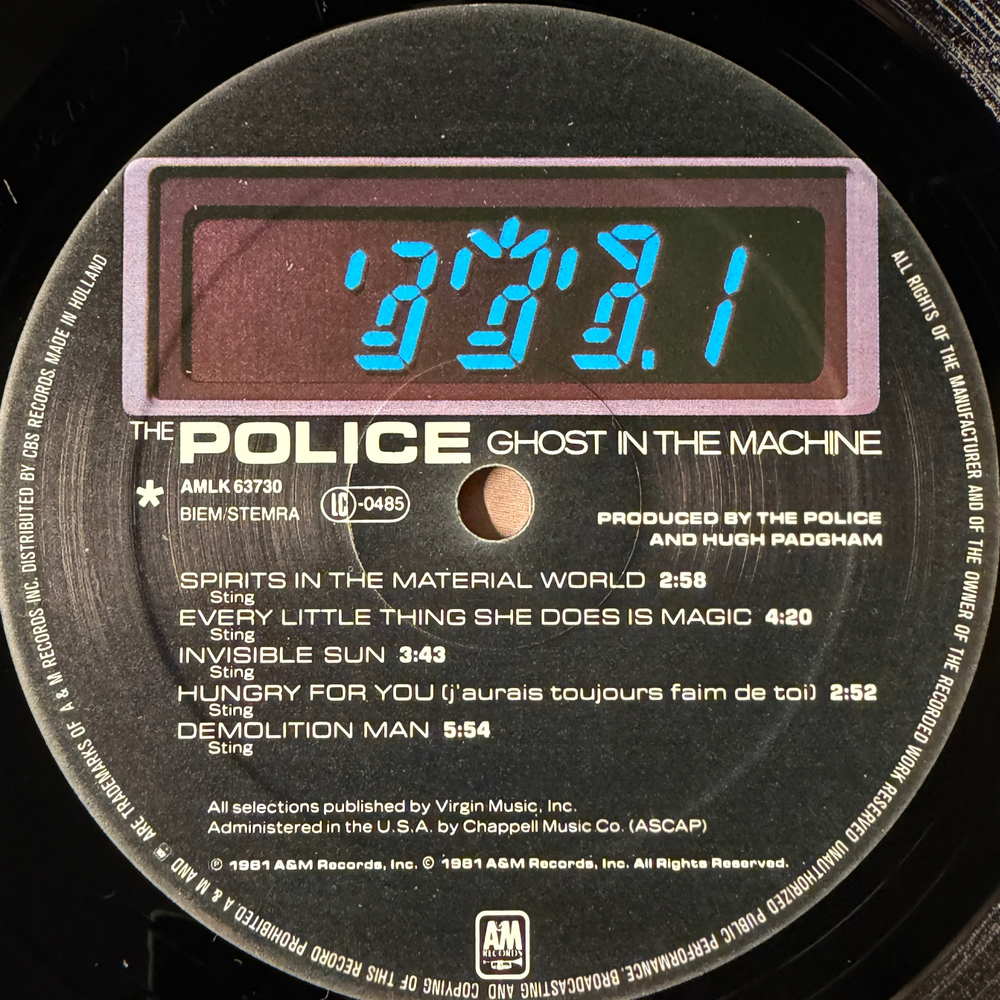 .1
THE POLICE GHOST IN THE MACHINE
*
AMLK 63730
BIEM/STEMRA
IC -0485
PRODUCED BY THE POLICE
AND HUGH PADGHAM
SPIRITS IN THE MATERIAL WORLD 2:58
Sting
EVERY LITTLE THING SHE DOES IS MAGIC 4:20
Sting
INVISIBLE SUN 3:43
Sting
HUNGRY FOR YOU (j'aurais toujours faim de toi) 2:52
Sting
DEMOLITION MAN 5:54
Sting
All selections published by Virgin Music, Inc.
Administered in the U.S.A. by Chappell Music Co. (ASCAP)
℗ 1981 A&M Records, Inc. © 1981 A&M Records, Inc. All Rights Reserved.
A&M
RECORDS
ALL RIGHTS OF THE MANUFACTURER AND OF THE OWNER OF THE RECORDED WORK RESERVED UNAUTHORIZED PUBLIC PERFORMANCE, BROADCASTING AND COPYING OF THIS RECORD PROHIBITED. A & M AND ARE TRADEMARKS OF A & M RECORDS INC. DISTRIBUTED BY CBS RECORDS. MADE IN HOLLAND